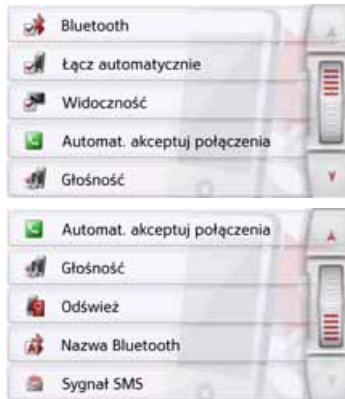 Bluetooth
Łącz automatycznie
Widoczność
Automat. akceptuj połączenia
Głośność
Automat. akceptuj połączenia
Głośność
Odśwież
Nazwa Bluetooth
Sygnał SMS